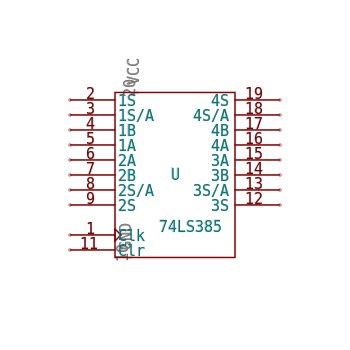 VCC
20
2 1S 4S 19
3 1S/A 4S/A 18
4 1B 4B 17
5 1A 4A 16
6 2A 3A 15
7 2B 3B 14
8 2S/A 3S/A 13
9 2S 3S 12
U
74LS385
1 Clk
GND
10
11 Clr